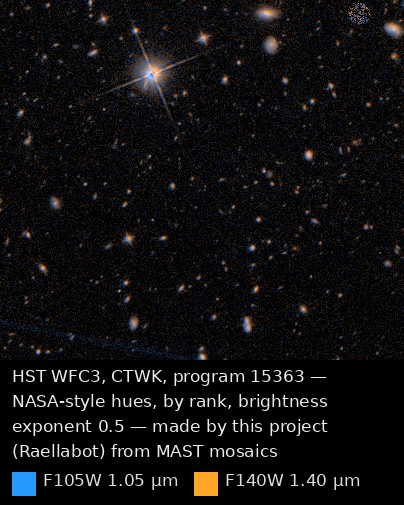 HST WFC3, CTWK, program 15363 —
NASA-style hues, by rank, brightness
exponent 0.5 — made by this project
(Raellabot) from MAST mosaics
F105W 1.05 µm F140W 1.40 µm